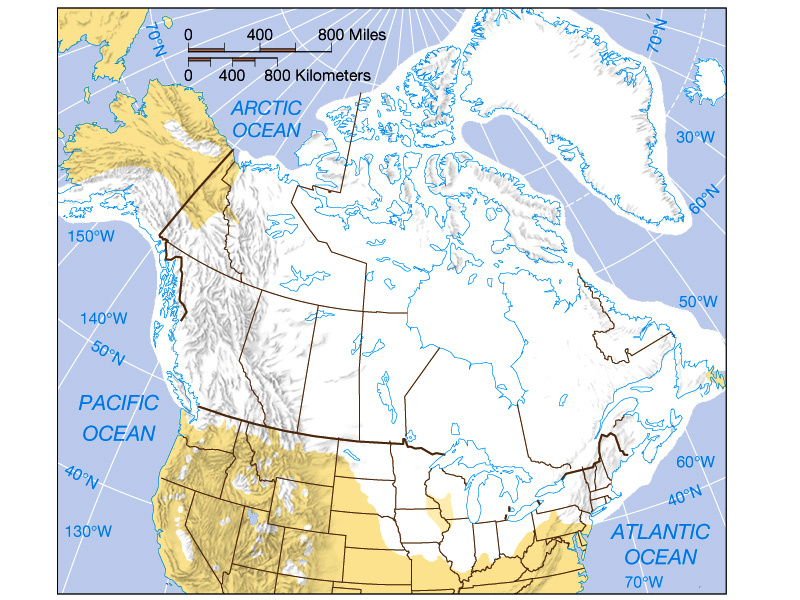 70°N
0 400 800 Miles
0 400 800 Kilometers
70°N
ARCTIC
OCEAN
30°W
60°N
150°W
50°W
140°W
50°N
PACIFIC
OCEAN
60°W
40°N
40°N
130°W
ATLANTIC
OCEAN
70°W